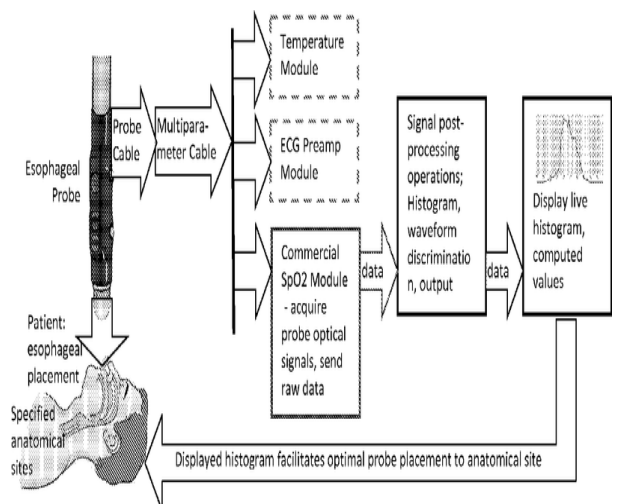 Temperature
Module
Probe
Cable
Multipara-
meter Cable
Esophageal
Probe
ECG Preamp
Module
Commercial
SpO2 Module
- acquire
probe optical
signals, send
raw data
data
Signal post-
processing
operations;
Histogram,
waveform
discriminatio
n, output
data
Display live
histogram,
computed
values
Patient:
esophageal
placement
Specified
anatomical
sites
Displayed histogram facilitates optimal probe placement to anatomical site